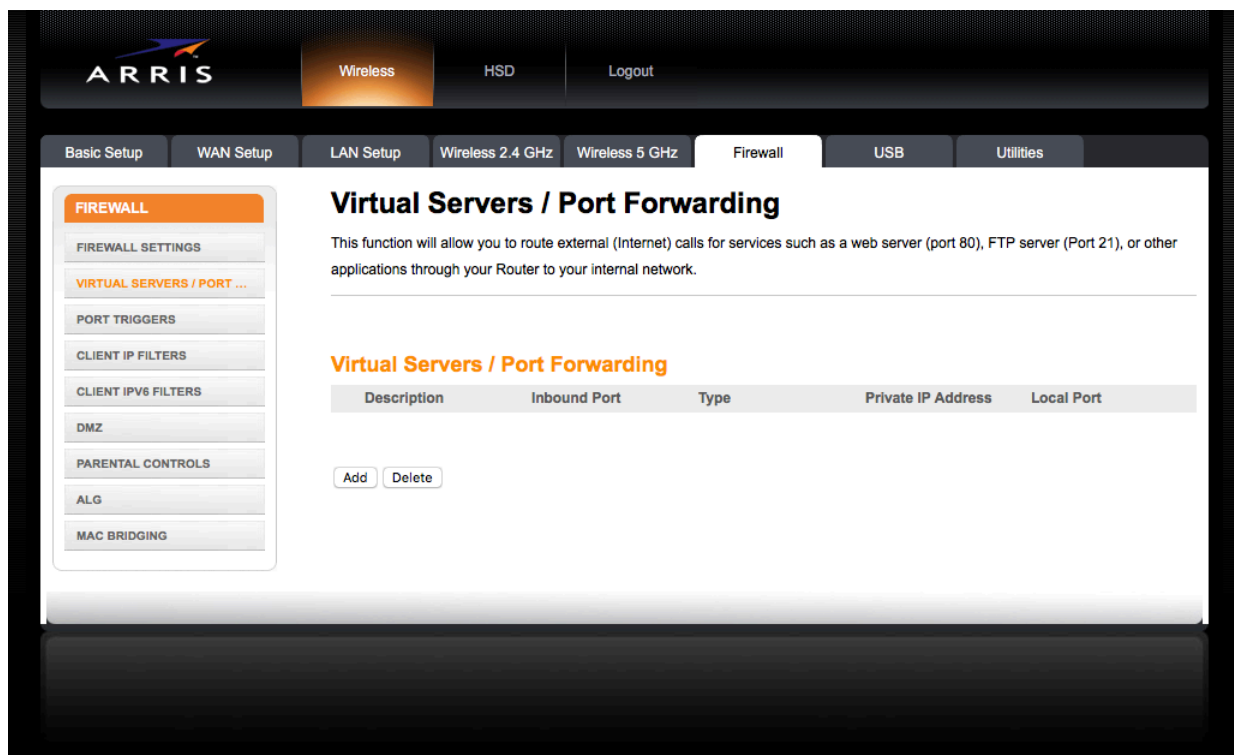 ARRIS
Wireless HSD Logout
Basic Setup WAN Setup LAN Setup Wireless 2.4 GHz Wireless 5 GHz Firewall USB Utilities
FIREWALL
FIREWALL SETTINGS
VIRTUAL SERVERS / PORT ...
PORT TRIGGERS
CLIENT IP FILTERS
CLIENT IPV6 FILTERS
DMZ
PARENTAL CONTROLS
ALG
MAC BRIDGING
Virtual Servers / Port Forwarding
This function will allow you to route external (Internet) calls for services such as a web server (port 80), FTP server (Port 21), or other
applications through your Router to your internal network.
Virtual Servers / Port Forwarding
Description Inbound Port Type Private IP Address Local Port
Add Delete